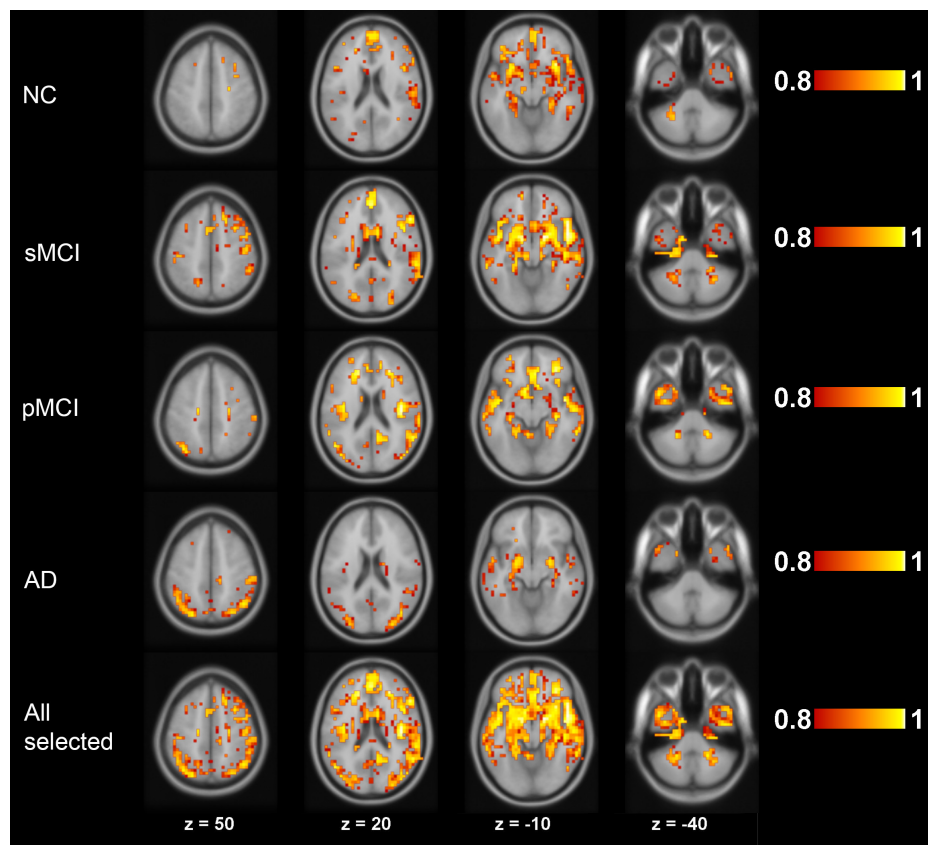 NC
0.8 1
sMCI
0.8 1
pMCI
0.8 1
AD
0.8 1
All
selected
0.8 1
z = 50 z = 20 z = -10 z = -40